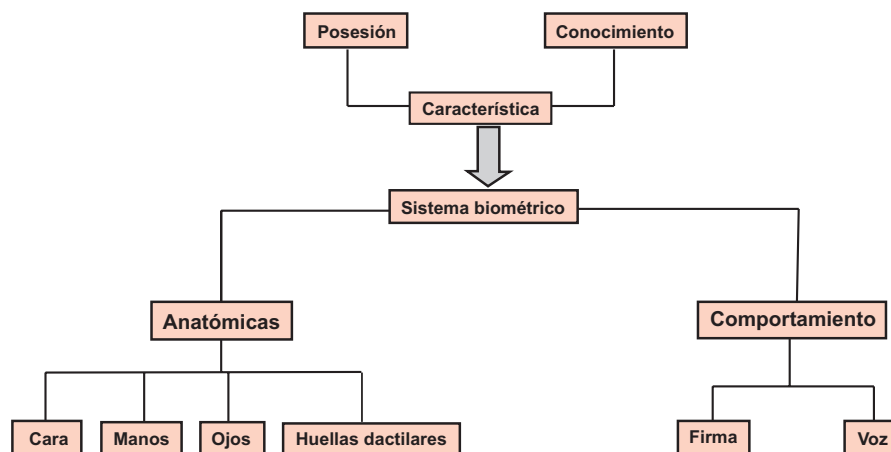 Posesión
Conocimiento
Característica
Sistema biométrico
Anatómicas
Comportamiento
Cara
Manos
Ojos
Huellas dactilares
Firma
Voz